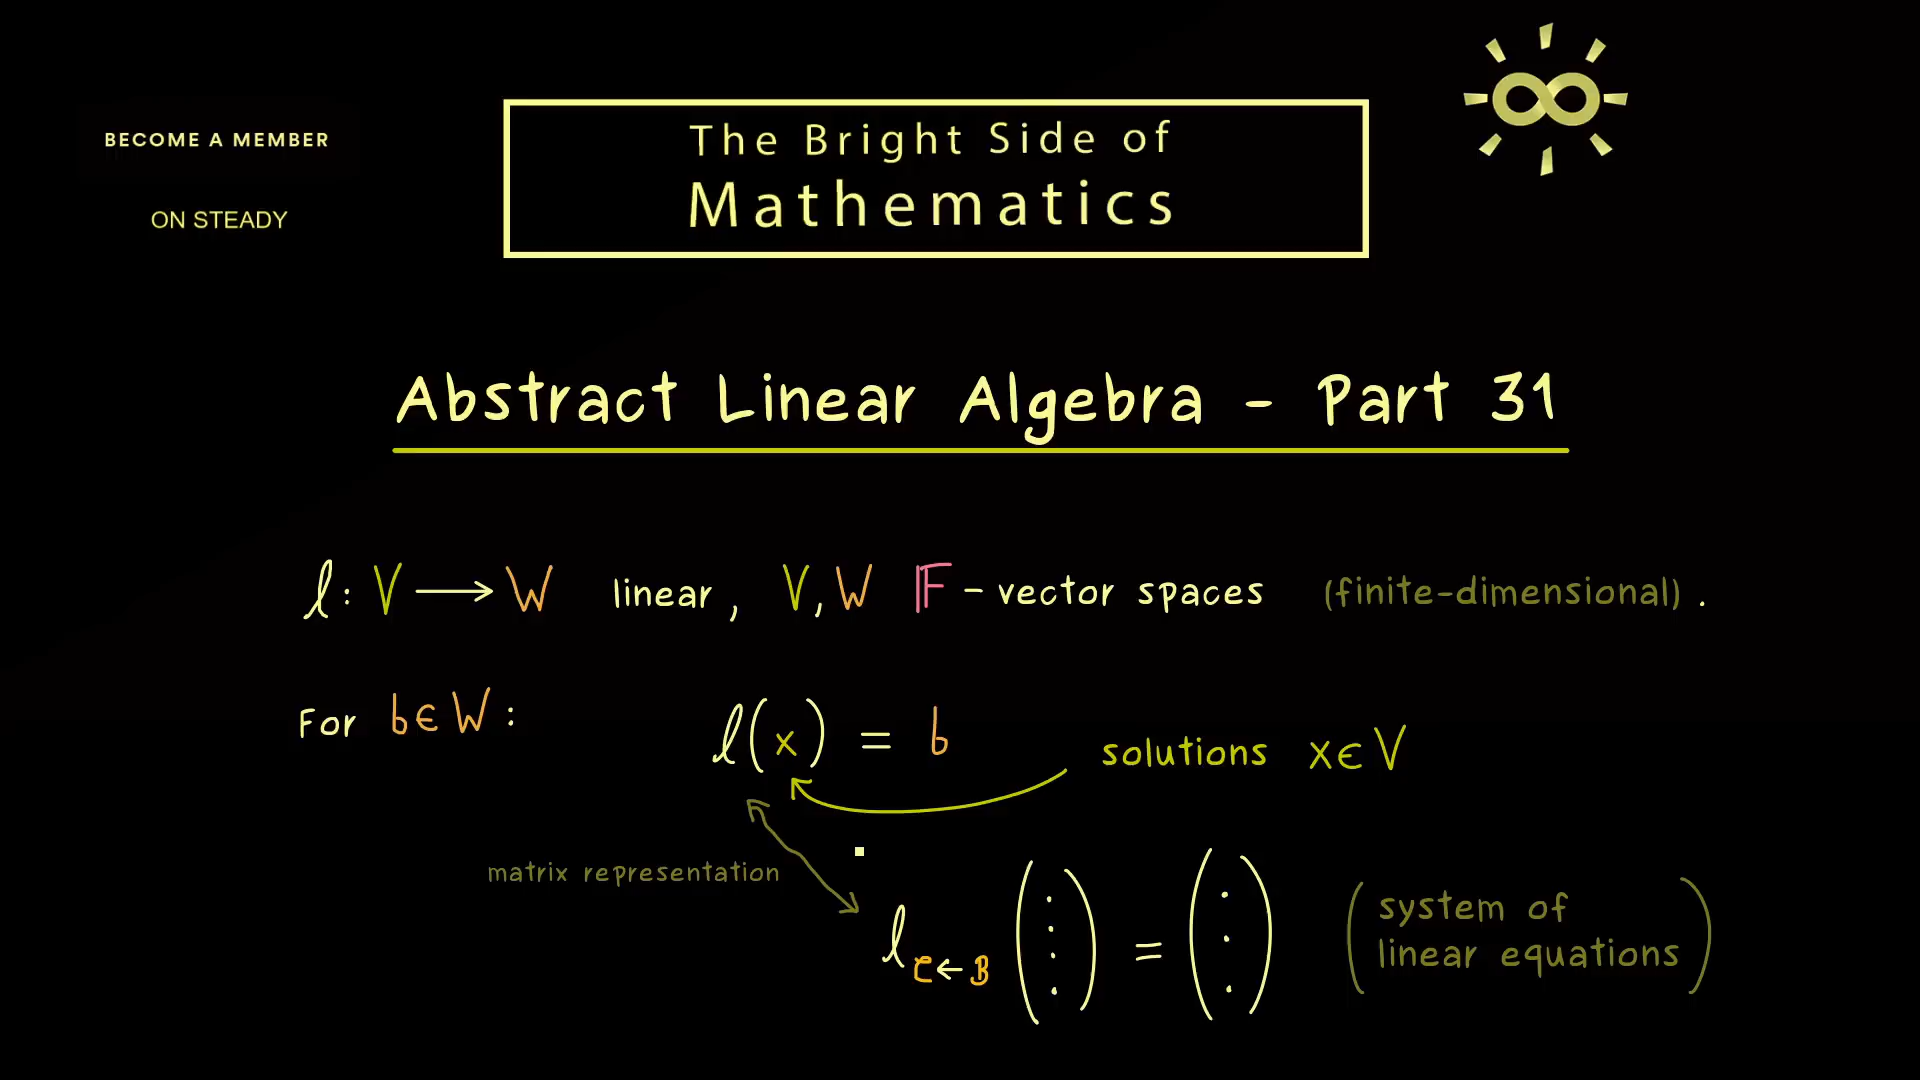 BECOME A MEMBER
ON STEADY
The Bright Side of
Mathematics
Abstract Linear Algebra - Part 31
ℓ: V ⟶ W linear, V, W 𝔽 - vector spaces (finite-dimensional).
For b ∈ W: ℓ(x) = b solutions x ∈ V
matrix representation
ℓ_{C←B} (⋮) = (⋮) (system of
linear equations)